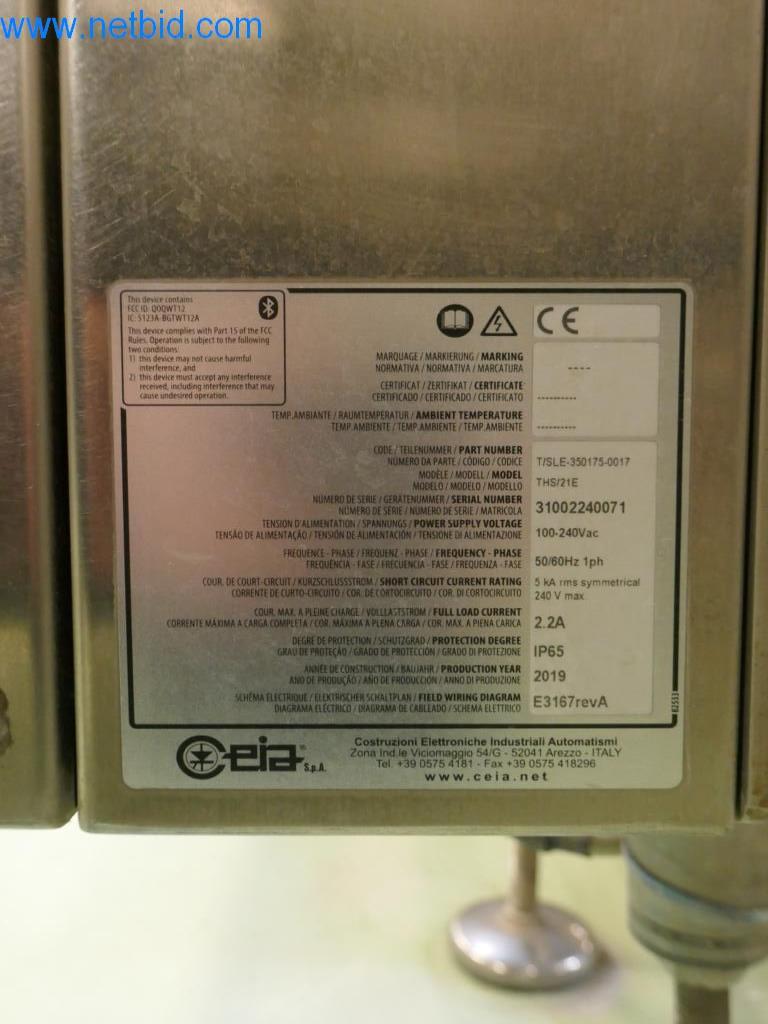 www.netbid.com
This device contains
FCC ID: QOQWT12
IC: 5123A-BGTWT12A
This device complies with Part 15 of the FCC
Rules. Operation is subject to the following
two conditions:
1) this device may not cause harmful
interference, and
2) this device must accept any interference
received, including interference that may
cause undesired operation.
CE
MARQUAGE / MARKIERUNG / MARKING
NORMATIVA / NORMATIVA / MARCATURA
----
CERTIFICAT / ZERTIFIKAT / CERTIFICATE
CERTIFICADO / CERTIFICADO / CERTIFICATO
----------
TEMP.AMBIANTE / RAUMTEMPERATUR / AMBIENT TEMPERATURE
TEMP.AMBIENTE / TEMP.AMBIENTE / TEMP.AMBIENTE
----------
CODE / TEILENUMMER / PART NUMBER
NÚMERO DA PARTE / CÓDIGO / CODICE
T/SLE-350175-0017
MODÈLE / MODELL / MODEL
MODELO / MODELO / MODELLO
THS/21E
NUMÉRO DE SÉRIE / GERÄTENUMMER / SERIAL NUMBER
NÚMERO DE SÉRIE / NÚMERO DE SERIE / MATRICOLA
31002240071
TENSION D'ALIMENTATION / SPANNUNGS / POWER SUPPLY VOLTAGE
TENSÃO DE ALIMENTAÇÃO / TENSIÓN DE ALIMENTACIÓN / TENSIONE DI ALIMENTAZIONE
100-240Vac
FREQUENCE - PHASE / FREQUENZ - PHASE / FREQUENCY - PHASE
FREQUÊNCIA - FASE / FRECUENCIA - FASE / FREQUENZA - FASE
50/60Hz 1ph
COUR. DE COURT-CIRCUIT / KURZSCHLUSSSTROM / SHORT CIRCUIT CURRENT RATING
CORRENTE DE CURTO-CIRCUITO / COR. DE CORTOCIRCUITO / COR. DI CORTOCIRCUITO
5 kA rms symmetrical
240 V max.
COUR. MAX. A PLEINE CHARGE / VOLLLASTSTROM / FULL LOAD CURRENT
CORRENTE MÁXIMA A CARGA COMPLETA / COR. MÁXIMA A PLENA CARGA / COR. MAX. A PIENA CARICA
2.2A
DEGRE DE PROTECTION / SCHUTZGRAD / PROTECTION DEGREE
GRAU DE PROTEÇÃO / GRADO DE PROTECCIÓN / GRADO DI PROTEZIONE
IP65
ANNÉE DE CONSTRUCTION / BAUJAHR / PRODUCTION YEAR
ANO DE PRODUÇÃO / AÑO DE PRODUCCIÓN / ANNO DI PRODUZIONE
2019
SCHÉMA ÉLECTRIQUE / ELEKTRISCHER SCHALTPLAN / FIELD WIRING DIAGRAM
DIAGRAMA ELÉCTRICO / DIAGRAMA DE CABLEADO / SCHEMA ELETTRICO
E3167revA
Ceia S.p.A.
Costruzioni Elettroniche Industriali Automatismi
Zona Ind.le Viciomaggio 54/G - 52041 Arezzo - ITALY
Tel. +39 0575 4181 - Fax +39 0575 418296
www.ceia.net